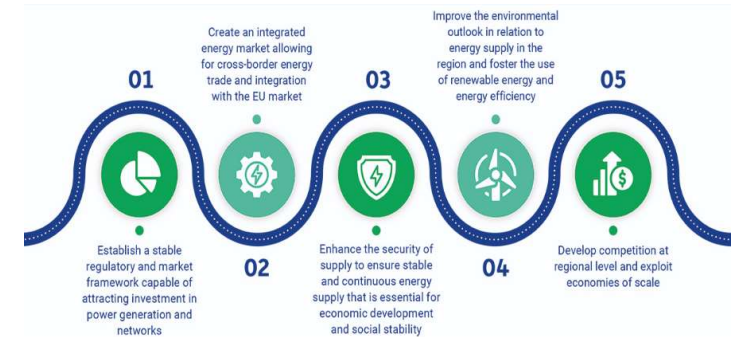 01
Establish a stable
regulatory and market
framework capable of
attracting investment in
power generation and
networks
Create an integrated
energy market allowing
for cross-border energy
trade and integration
with the EU market
02
03
Enhance the security of
supply to ensure stable
and continuous energy
supply that is essential for
economic development
and social stability
Improve the environmental
outlook in relation to
energy supply in the
region and foster the use
of renewable energy and
energy efficiency
04
05
Develop competition at
regional level and exploit
economies of scale
$